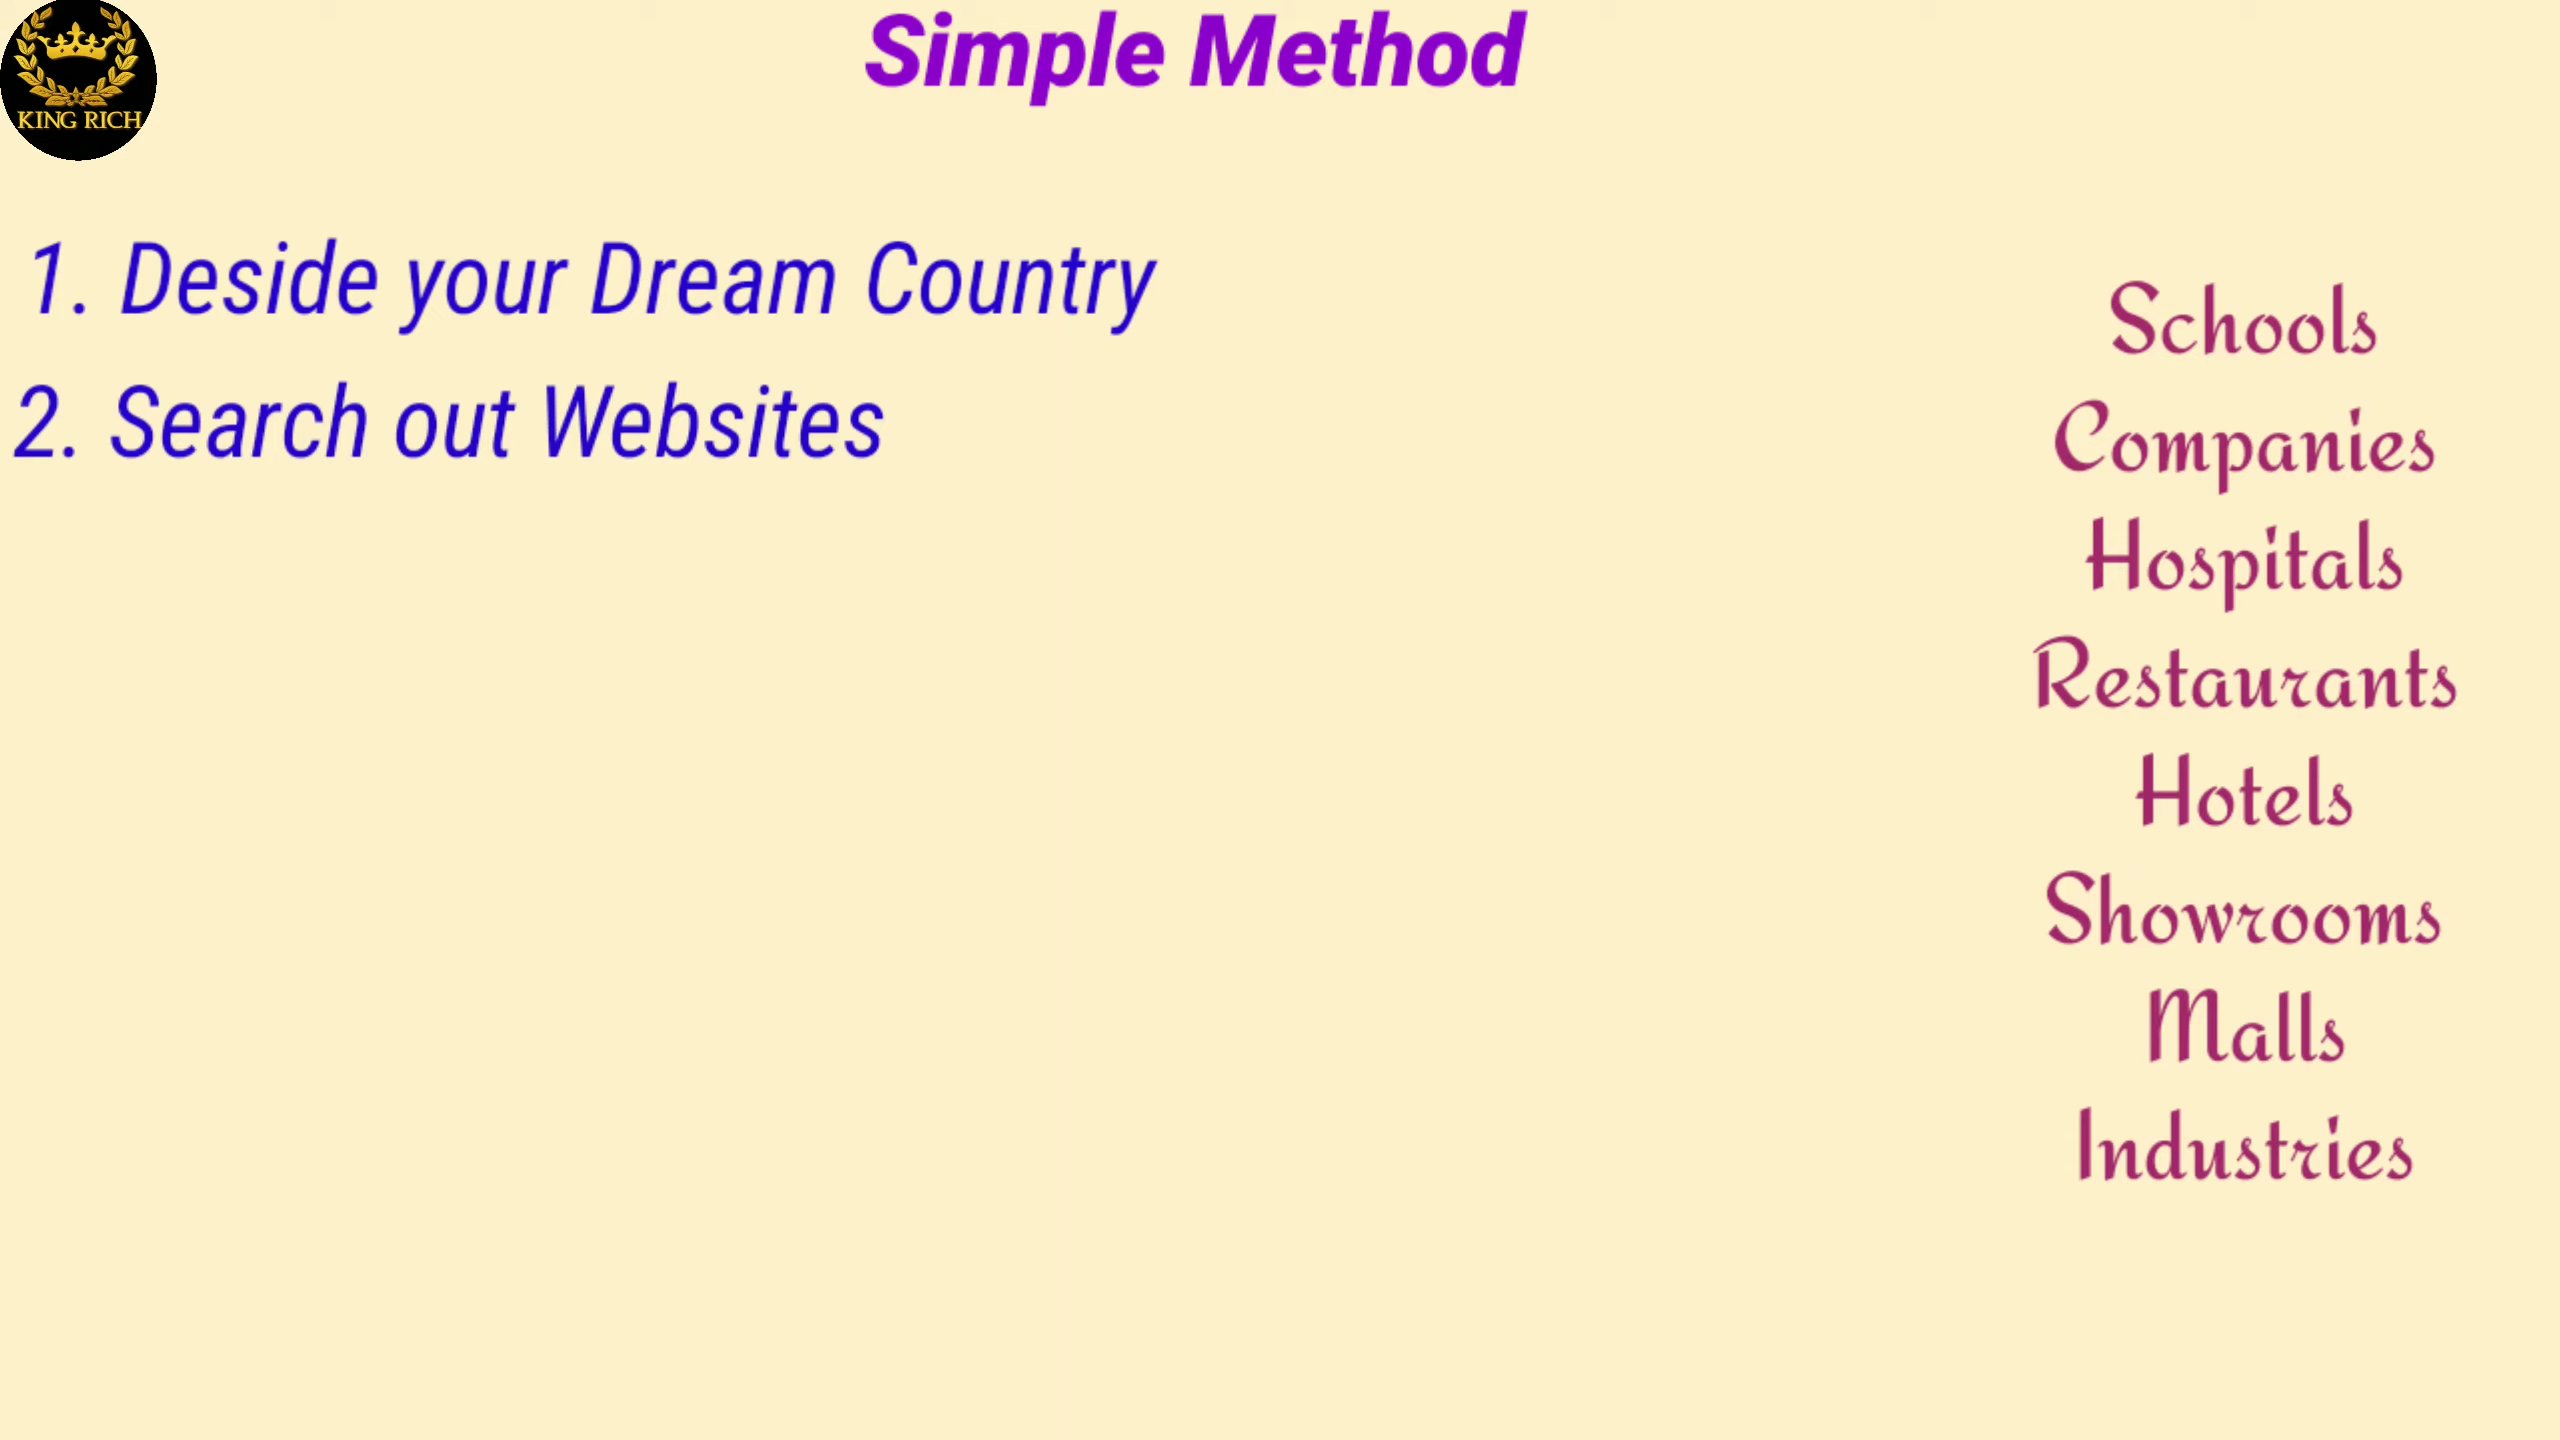 KING RICH
Simple Method
1. Deside your Dream Country
2. Search out Websites
Schools
Companies
Hospitals
Restaurants
Hotels
Showrooms
Malls
Industries